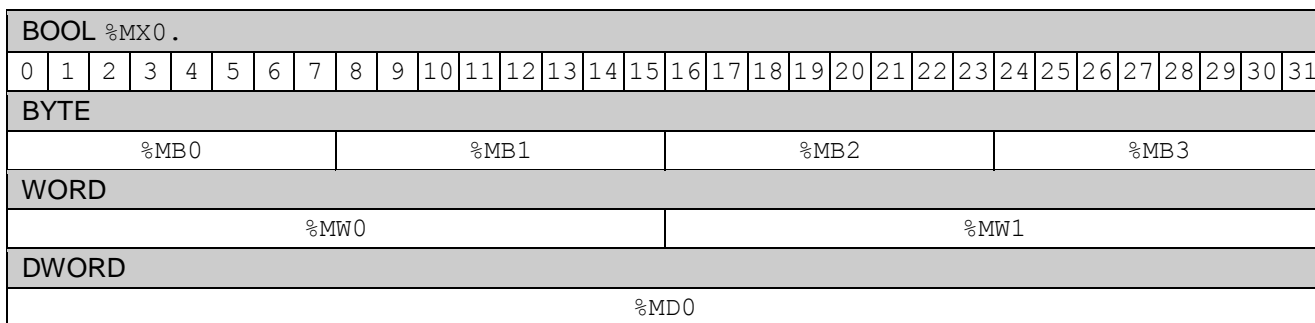 BOOL %MX0.
0 1 2 3 4 5 6 7 8 9 10 11 12 13 14 15 16 17 18 19 20 21 22 23 24 25 26 27 28 29 30 31
BYTE
%MB0 %MB1 %MB2 %MB3
WORD
%MW0 %MW1
DWORD
%MD0